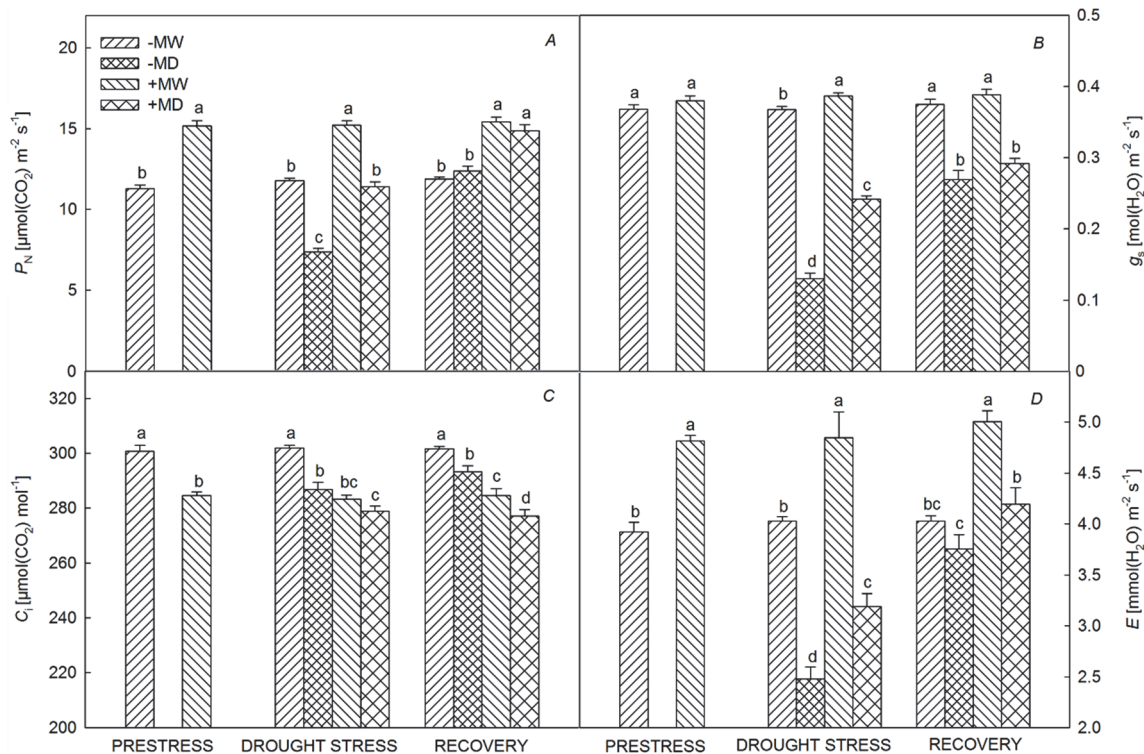 A
-MW
-MD
+MW
+MD
20
15
10
5
0
P_N [µmol(CO₂) m⁻² s⁻¹]
b a
b c a b
b b a a
B
0.5
0.4
0.3
0.2
0.1
0
g_s [mol(H₂O) m⁻² s⁻¹]
a a
b d a c
a b a b
C
320
300
280
260
240
220
200
C_i [µmol(CO₂) mol⁻¹]
a b
a b bc c
a b c d
PRESTRESS DROUGHT STRESS RECOVERY
D
5.0
4.5
4.0
3.5
3.0
2.5
2.0
E [mmol(H₂O) m⁻² s⁻¹]
b a
b d a c
bc c a b
PRESTRESS DROUGHT STRESS RECOVERY